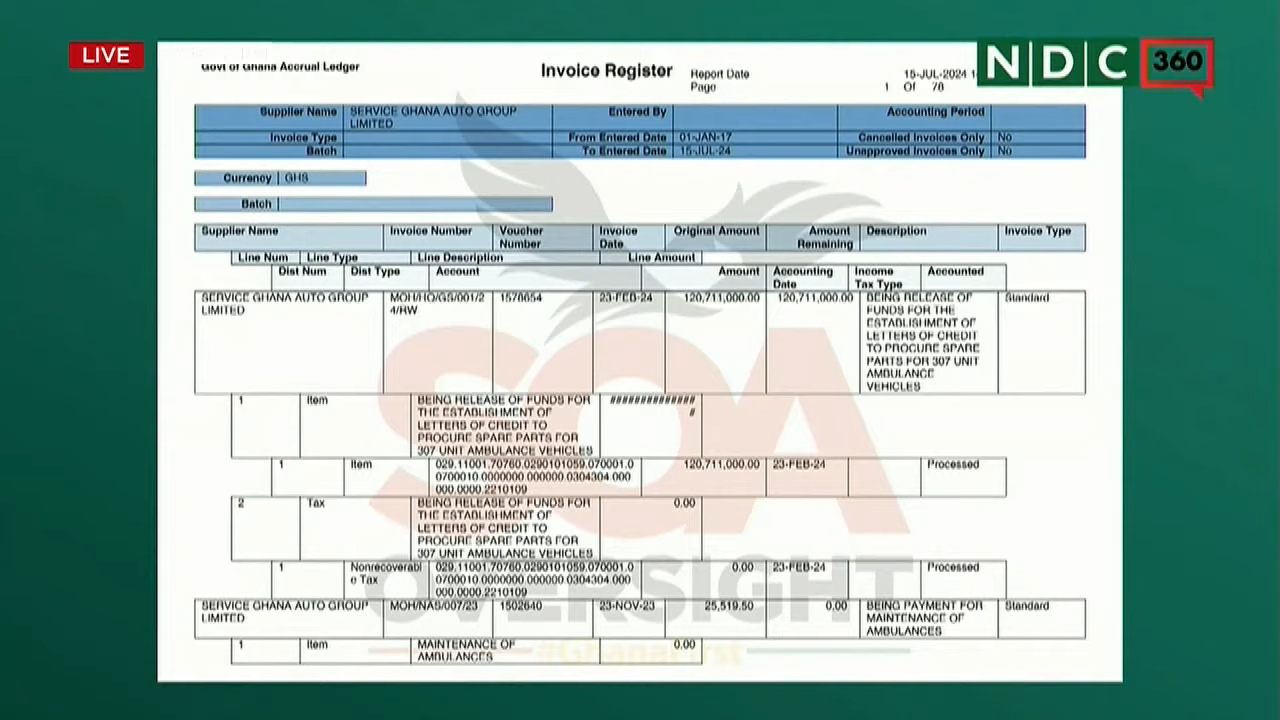 LIVE
NDC 360
Govt of Ghana Accrual Ledger
Invoice Register
Report Date 15-JUL-2024 1
Page 1 Of 78
Supplier Name SERVICE GHANA AUTO GROUP LIMITED Entered By Accounting Period
Invoice Type From Entered Date 01-JAN-17 Cancelled Invoices Only No
Batch To Entered Date 15-JUL-24 Unapproved Invoices Only No
Currency GHS
Batch
Supplier Name Invoice Number Voucher Number Invoice Date Original Amount Amount Remaining Description Invoice Type
Line Num Line Type Line Description Line Amount
Dist Num Dist Type Account Amount Accounting Date Income Tax Type Accounted
SERVICE GHANA AUTO GROUP LIMITED MOH/HQ/GS/001/24/RW 1578654 23-FEB-24 120,711,000.00 120,711,000.00 BEING RELEASE OF FUNDS FOR THE ESTABLISHMENT OF LETTERS OF CREDIT TO PROCURE SPARE PARTS FOR 307 UNIT AMBULANCE VEHICLES Standard
1 Item BEING RELEASE OF FUNDS FOR THE ESTABLISHMENT OF LETTERS OF CREDIT TO PROCURE SPARE PARTS FOR 307 UNIT AMBULANCE VEHICLES ###############
1 Item 029.11001.70760.0290101059.070001.00700010.0000000.000000.0304304.000000.0000.2210109 120,711,000.00 23-FEB-24 Processed
2 Tax BEING RELEASE OF FUNDS FOR THE ESTABLISHMENT OF LETTERS OF CREDIT TO PROCURE SPARE PARTS FOR 307 UNIT AMBULANCE VEHICLES 0.00
1 Nonrecoverable Tax 029.11001.70760.0290101059.070001.00700010.0000000.000000.0304304.000000.0000.2210109 0.00 23-FEB-24 Processed
SERVICE GHANA AUTO GROUP LIMITED MOH/NAS/007/23 1502640 23-NOV-23 25,519.50 0.00 BEING PAYMENT FOR MAINTENANCE OF AMBULANCES Standard
1 Item MAINTENANCE OF AMBULANCES 0.00
OVERSIGHT
#GhanaFirst